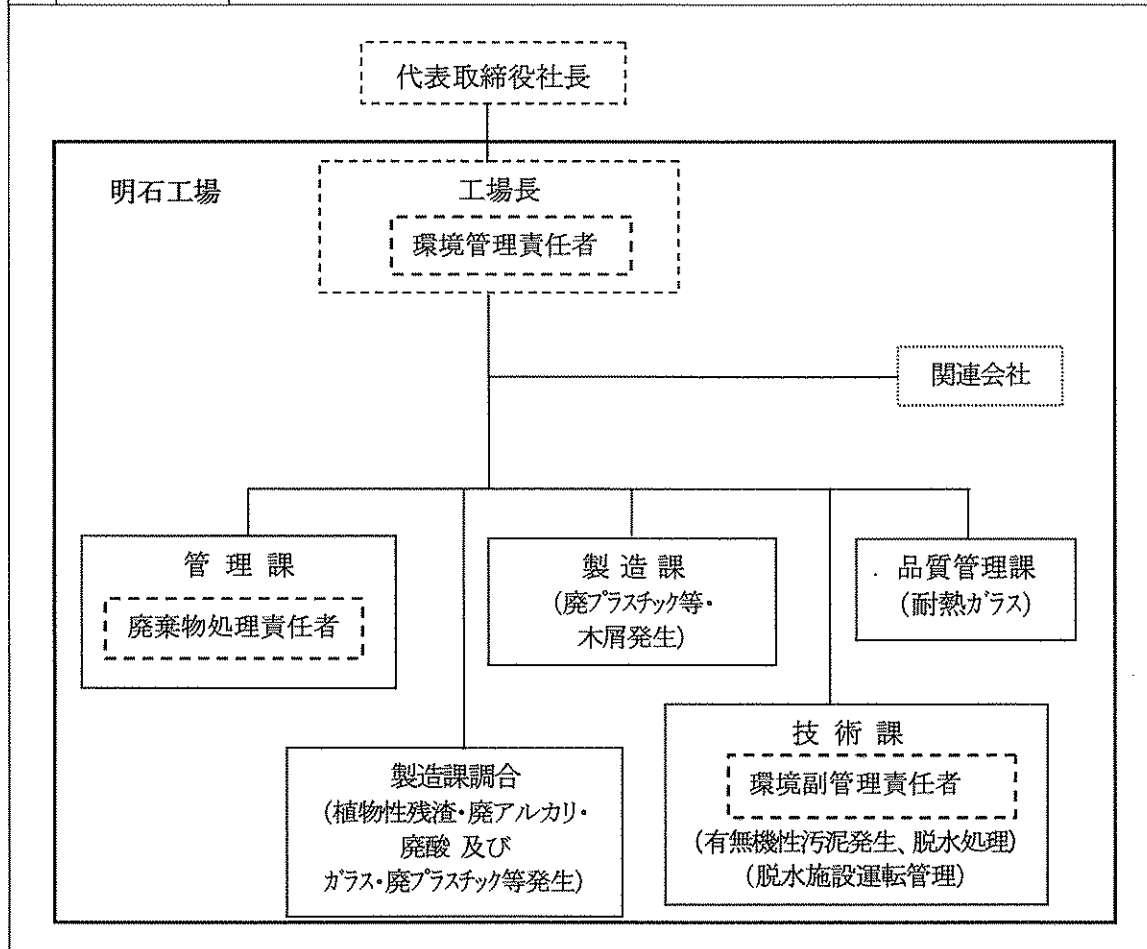 代表取締役社長
明石工場
工場長
環境管理責任者
関連会社
管 理 課
廃棄物処理責任者
製 造 課
(廃プラスチック等・
木屑発生)
品質管理課
(耐熱ガラス)
製造課調合
(植物性残渣・廃アルカリ・
廃酸 及び
ガラス・廃プラスチック等発生)
技 術 課
環境副管理責任者
(有無機性汚泥発生、脱水処理)
(脱水施設運転管理)